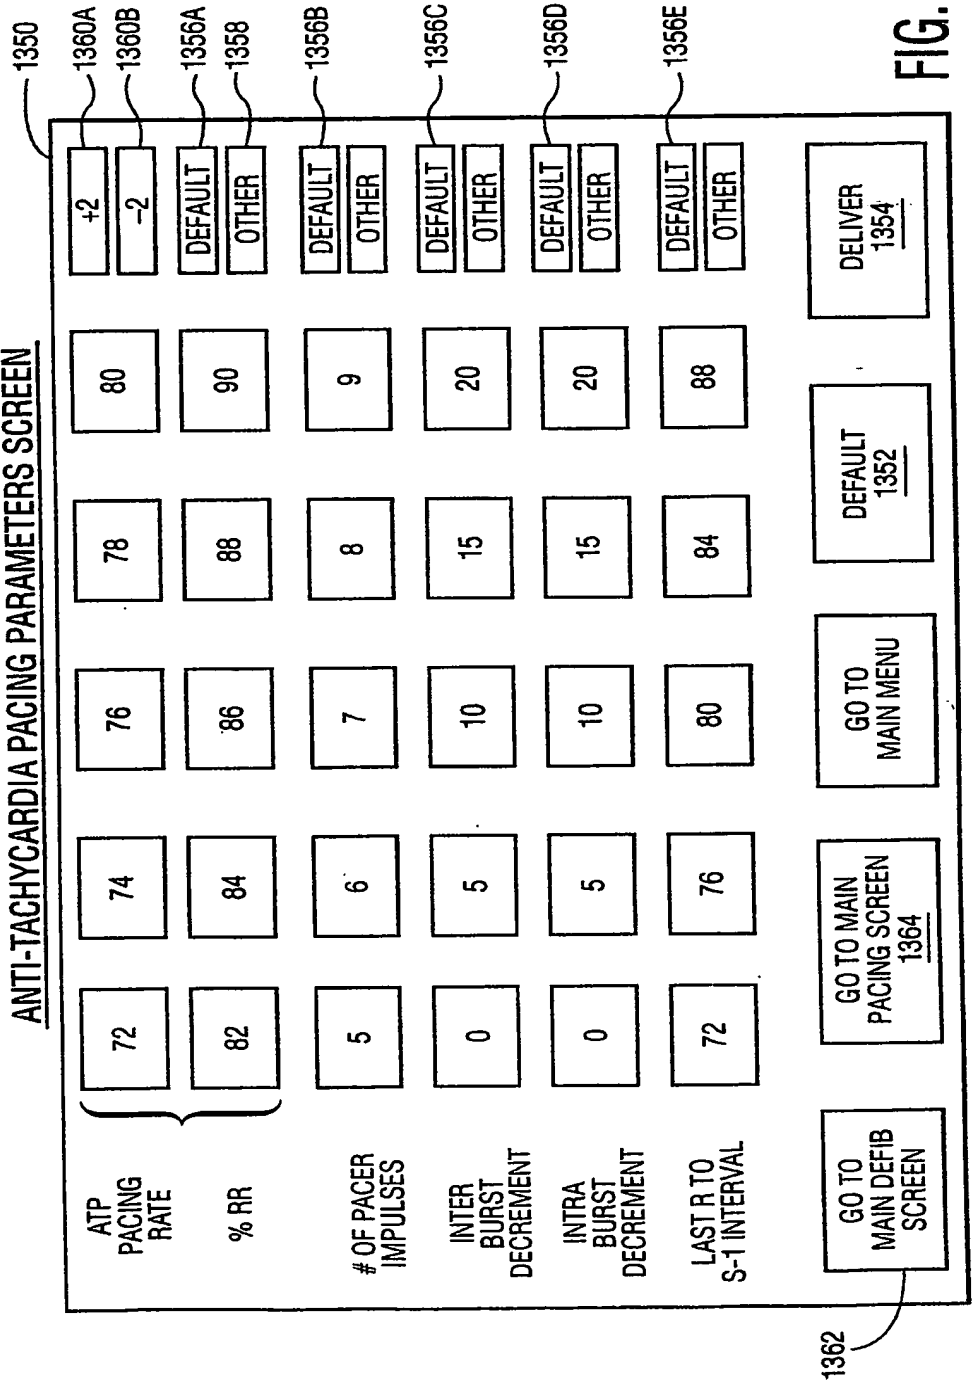 ANTI-TACHYCARDIA PACING PARAMETERS SCREEN
1350
ATP
PACING
RATE
72
74
76
78
80
+2
1360A
-2
1360B
% RR
82
84
86
88
90
DEFAULT
1356A
OTHER
1358
# OF PACER
IMPULSES
5
6
7
8
9
DEFAULT
1356B
OTHER
INTER
BURST
DECREMENT
0
5
10
15
20
DEFAULT
1356C
OTHER
INTRA
BURST
DECREMENT
0
5
10
15
20
DEFAULT
1356D
OTHER
LAST R TO
S-1 INTERVAL
72
76
80
84
88
DEFAULT
1356E
OTHER
GO TO
MAIN DEFIB
SCREEN
1362
GO TO MAIN
PACING SCREEN
1364
GO TO
MAIN MENU
DEFAULT
1352
DELIVER
1354
FIG.